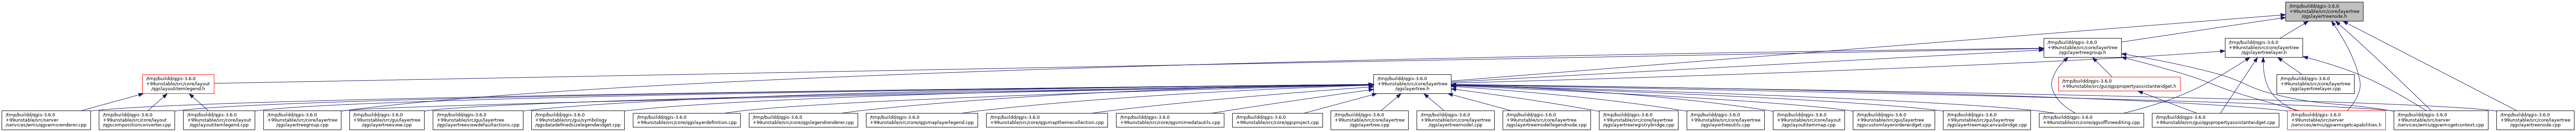 /tmp/buildd/qgis-3.6.0
+99unstable/src/core/layertree
/qgslayertreenode.h
/tmp/buildd/qgis-3.6.0
+99unstable/src/core/layertree
/qgslayertreegroup.h
/tmp/buildd/qgis-3.6.0
+99unstable/src/core/layertree
/qgslayertreelayer.h
/tmp/buildd/qgis-3.6.0
+99unstable/src/core/layout
/qgslayoutitemlegend.h
/tmp/buildd/qgis-3.6.0
+99unstable/src/core/layertree
/qgslayertree.h
/tmp/buildd/qgis-3.6.0
+99unstable/src/gui/qgspropertyassistantwidget.h
/tmp/buildd/qgis-3.6.0
+99unstable/src/core/layertree
/qgslayertreelayer.cpp
/tmp/buildd/qgis-3.6.0
+99unstable/src/server
/services/wms/qgswmsrenderer.cpp
/tmp/buildd/qgis-3.6.0
+99unstable/src/core/layout
/qgscompositionconverter.cpp
/tmp/buildd/qgis-3.6.0
+99unstable/src/core/layout
/qgslayoutitemlegend.cpp
/tmp/buildd/qgis-3.6.0
+99unstable/src/core/layertree
/qgslayertreegroup.cpp
/tmp/buildd/qgis-3.6.0
+99unstable/src/gui/layertree
/qgslayertreeview.cpp
/tmp/buildd/qgis-3.6.0
+99unstable/src/gui/layertree
/qgslayertreeviewdefaultactions.cpp
/tmp/buildd/qgis-3.6.0
+99unstable/src/gui/symbology
/qgsdatadefinedsizelegendwidget.cpp
/tmp/buildd/qgis-3.6.0
+99unstable/src/core/qgslayerdefinition.cpp
/tmp/buildd/qgis-3.6.0
+99unstable/src/core/qgslegendrenderer.cpp
/tmp/buildd/qgis-3.6.0
+99unstable/src/core/qgsmaplayerlegend.cpp
/tmp/buildd/qgis-3.6.0
+99unstable/src/core/qgsmapthemecollection.cpp
/tmp/buildd/qgis-3.6.0
+99unstable/src/core/qgsmimedatautils.cpp
/tmp/buildd/qgis-3.6.0
+99unstable/src/core/qgsproject.cpp
/tmp/buildd/qgis-3.6.0
+99unstable/src/core/layertree
/qgslayertree.cpp
/tmp/buildd/qgis-3.6.0
+99unstable/src/core/layertree
/qgslayertreemodel.cpp
/tmp/buildd/qgis-3.6.0
+99unstable/src/core/layertree
/qgslayertreemodellegendnode.cpp
/tmp/buildd/qgis-3.6.0
+99unstable/src/core/layertree
/qgslayertreeregistrybridge.cpp
/tmp/buildd/qgis-3.6.0
+99unstable/src/core/layertree
/qgslayertreeutils.cpp
/tmp/buildd/qgis-3.6.0
+99unstable/src/core/layout
/qgslayoutitemmap.cpp
/tmp/buildd/qgis-3.6.0
+99unstable/src/gui/layertree
/qgscustomlayerorderwidget.cpp
/tmp/buildd/qgis-3.6.0
+99unstable/src/gui/layertree
/qgslayertreemapcanvasbridge.cpp
/tmp/buildd/qgis-3.6.0
+99unstable/src/core/qgsofflineediting.cpp
/tmp/buildd/qgis-3.6.0
+99unstable/src/gui/qgspropertyassistantwidget.cpp
/tmp/buildd/qgis-3.6.0
+99unstable/src/server
/services/wms/qgswmsgetcapabilities.h
/tmp/buildd/qgis-3.6.0
+99unstable/src/server
/services/wms/qgswmsgetcontext.cpp
/tmp/buildd/qgis-3.6.0
+99unstable/src/core/layertree
/qgslayertreenode.cpp